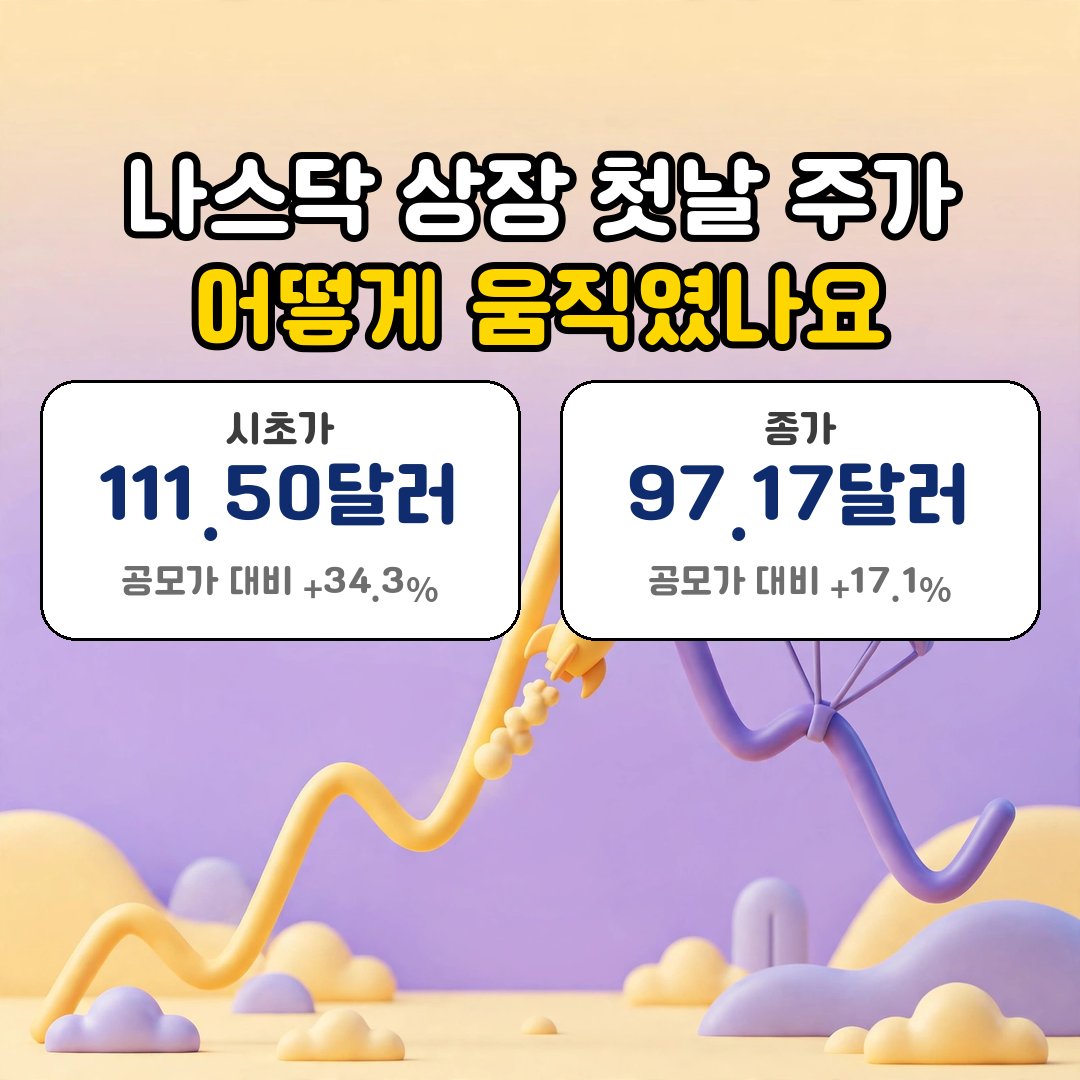 나스닥 상장 첫날 주가
어떻게 움직였나요
시초가
111.50달러
공모가 대비 +34.3%
종가
97.17달러
공모가 대비 +17.1%